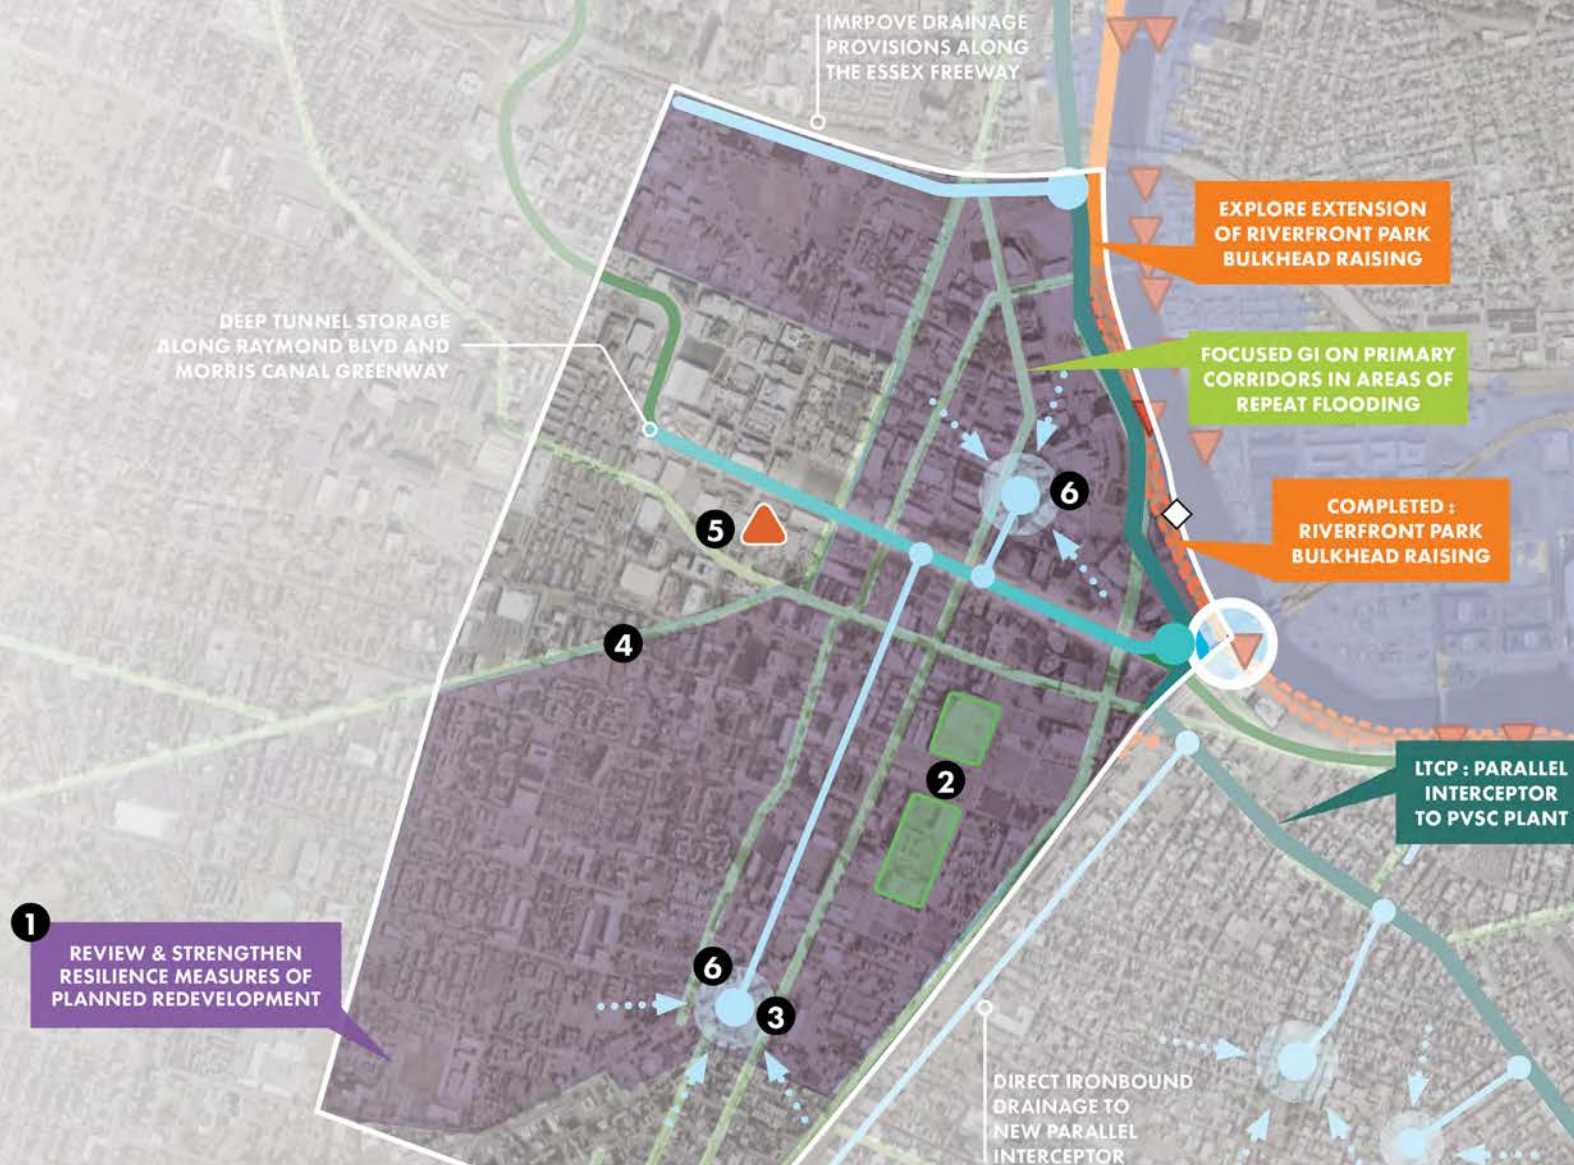 IMRPOVE DRAINAGE
PROVISIONS ALONG
THE ESSEX FREEWAY
EXPLORE EXTENSION
OF RIVERFRONT PARK
BULKHEAD RAISING
DEEP TUNNEL STORAGE
ALONG RAYMOND BLVD AND
MORRIS CANAL GREENWAY
FOCUSED GI ON PRIMARY
CORRIDORS IN AREAS OF
REPEAT FLOODING
6
5
COMPLETED :
RIVERFRONT PARK
BULKHEAD RAISING
4
2
LTCP : PARALLEL
INTERCEPTOR
TO PVSC PLANT
1
REVIEW & STRENGTHEN
RESILIENCE MEASURES OF
PLANNED REDEVELOPMENT
6
3
DIRECT IRONBOUND
DRAINAGE TO
NEW PARALLEL
INTERCEPTOR